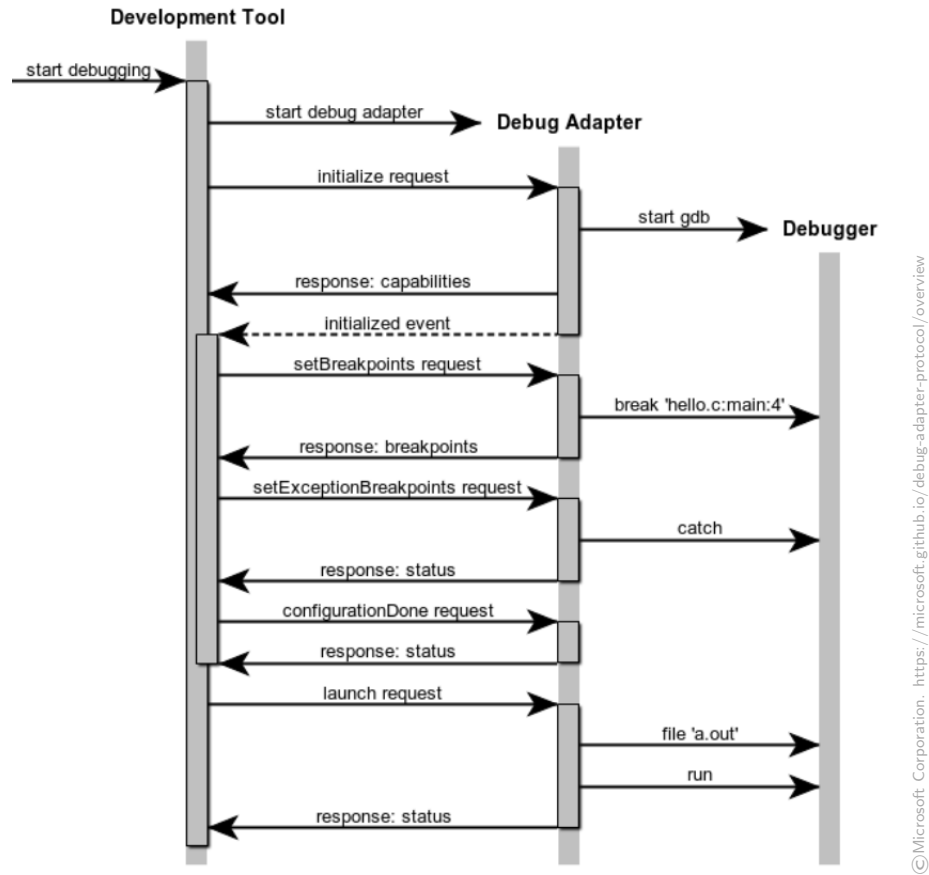 Development Tool
start debugging
start debug adapter
Debug Adapter
initialize request
start gdb
Debugger
response: capabilities
initialized event
setBreakpoints request
break 'hello.c:main:4'
response: breakpoints
setExceptionBreakpoints request
catch
response: status
configurationDone request
response: status
launch request
file 'a.out'
run
response: status
©Microsoft Corporation. https://microsoft.github.io/debug-adapter-protocol/overview